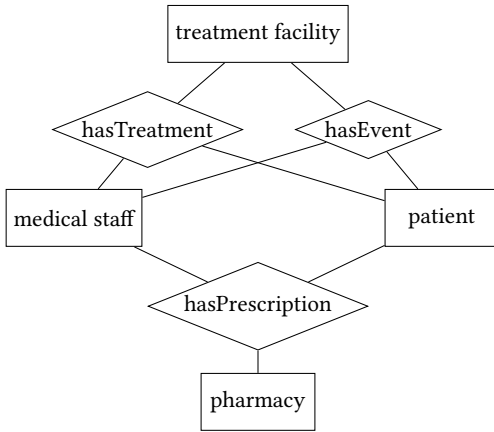 treatment facility
hasTreatment
hasEvent
medical staff
patient
hasPrescription
pharmacy